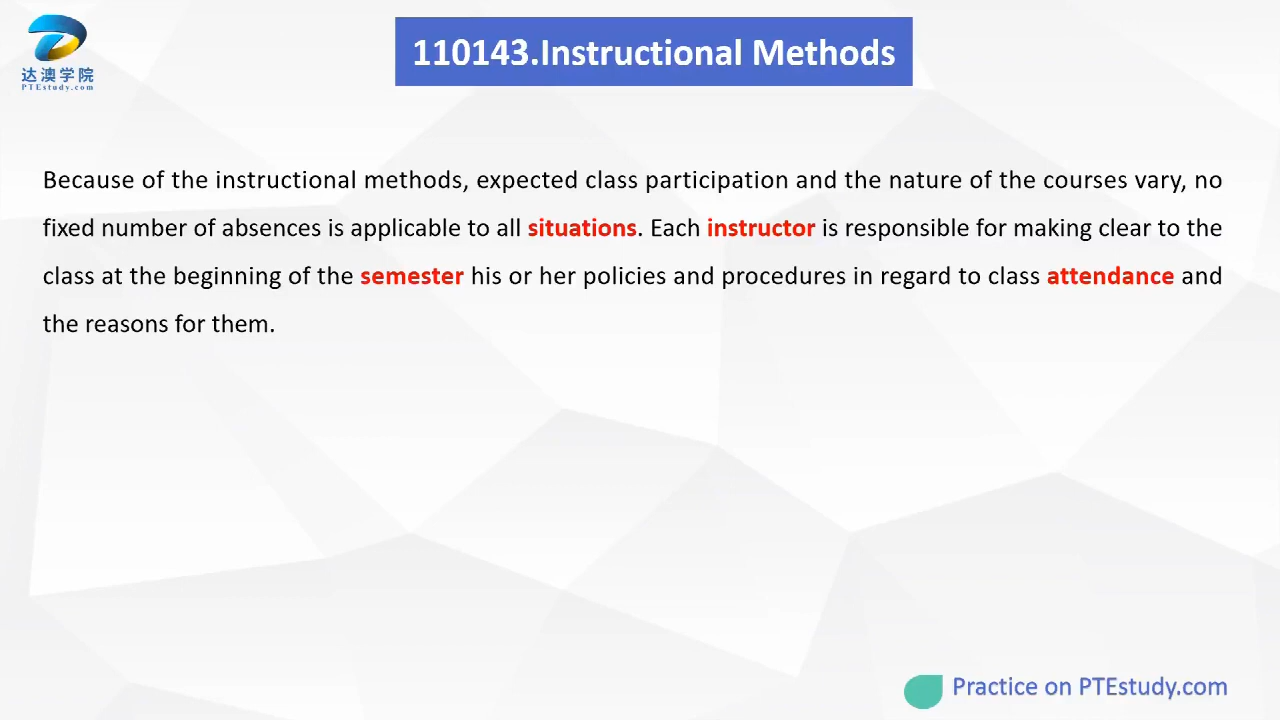 达澳学院
PTEstudy.com
110143.Instructional Methods
Because of the instructional methods, expected class participation and the nature of the courses vary, no
fixed number of absences is applicable to all situations. Each instructor is responsible for making clear to the
class at the beginning of the semester his or her policies and procedures in regard to class attendance and
the reasons for them.
Practice on PTEstudy.com